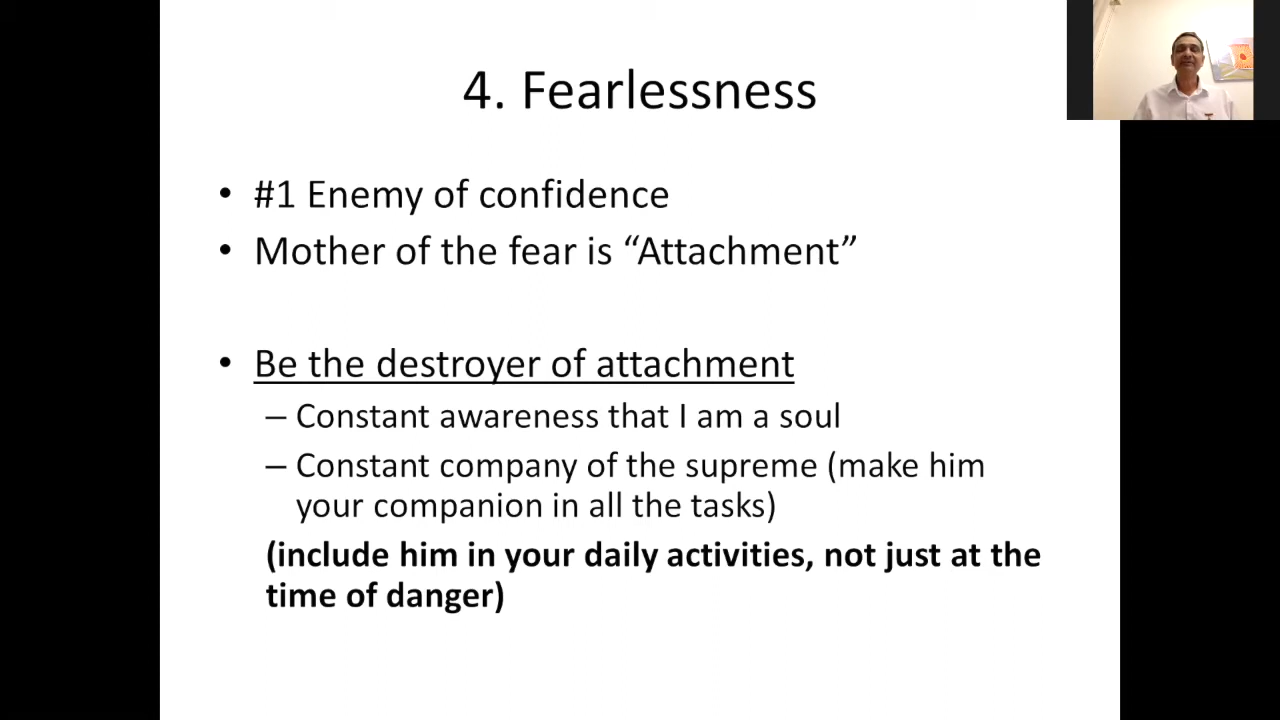 4. Fearlessness
• #1 Enemy of confidence
• Mother of the fear is “Attachment”
• Be the destroyer of attachment
– Constant awareness that I am a soul
– Constant company of the supreme (make him
your companion in all the tasks)
(include him in your daily activities, not just at the
time of danger)